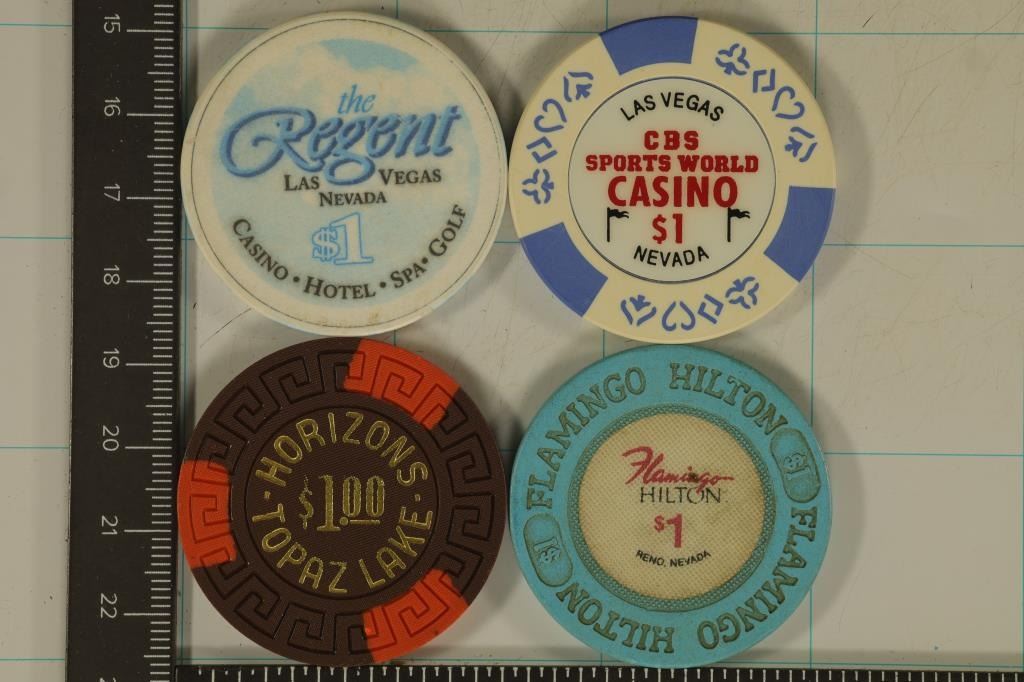 15
16
17
18
19
20
21
22
the
Regent
LAS VEGAS
NEVADA
$1
CASINO • HOTEL • SPA • GOLF
LAS VEGAS
CBS
SPORTS WORLD
CASINO
$1
NEVADA
HORIZONS
$1.00
TOPAZ LAKE
FLAMINGO HILTON
$1
FLAMINGO HILTON
$1
Flamingo
HILTON
$1
RENO, NEVADA